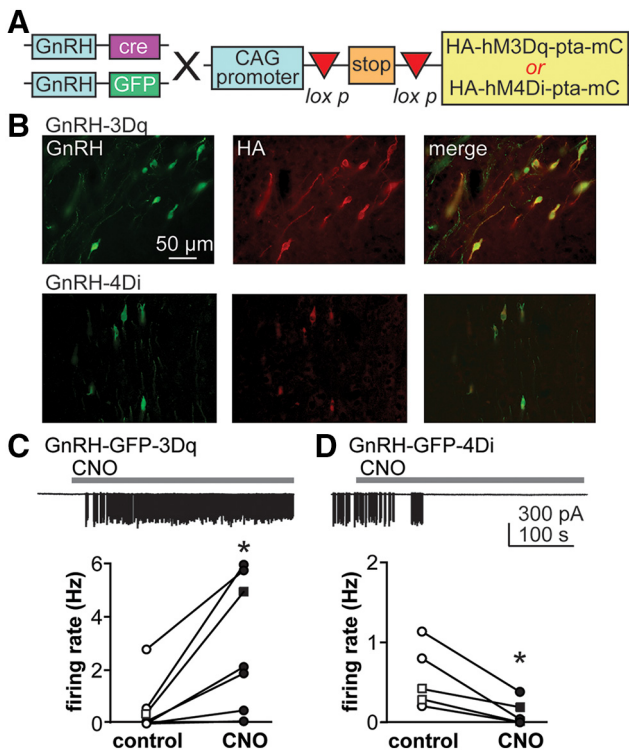 A
GnRH cre
GnRH GFP
X
CAG promoter
lox p
stop
lox p
HA-hM3Dq-pta-mC
or
HA-hM4Di-pta-mC
B
GnRH-3Dq
GnRH HA merge
50 µm
GnRH-4Di
C GnRH-GFP-3Dq
CNO
D GnRH-GFP-4Di
CNO
300 pA
100 s
*
firing rate (Hz)
6
4
2
0
control CNO
*
firing rate (Hz)
2
1
0
control CNO